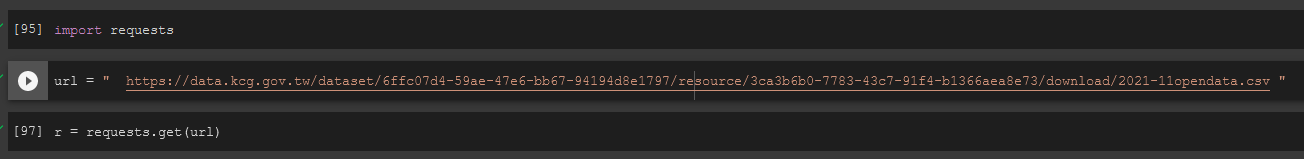 [95] import requests
url = "  https://data.kcg.gov.tw/dataset/6ffc07d4-59ae-47e6-bb67-94194d8e1797/resource/3ca3b6b0-7783-43c7-91f4-b1366aea8e73/download/2021-11opendata.csv "
[97] r = requests.get(url)